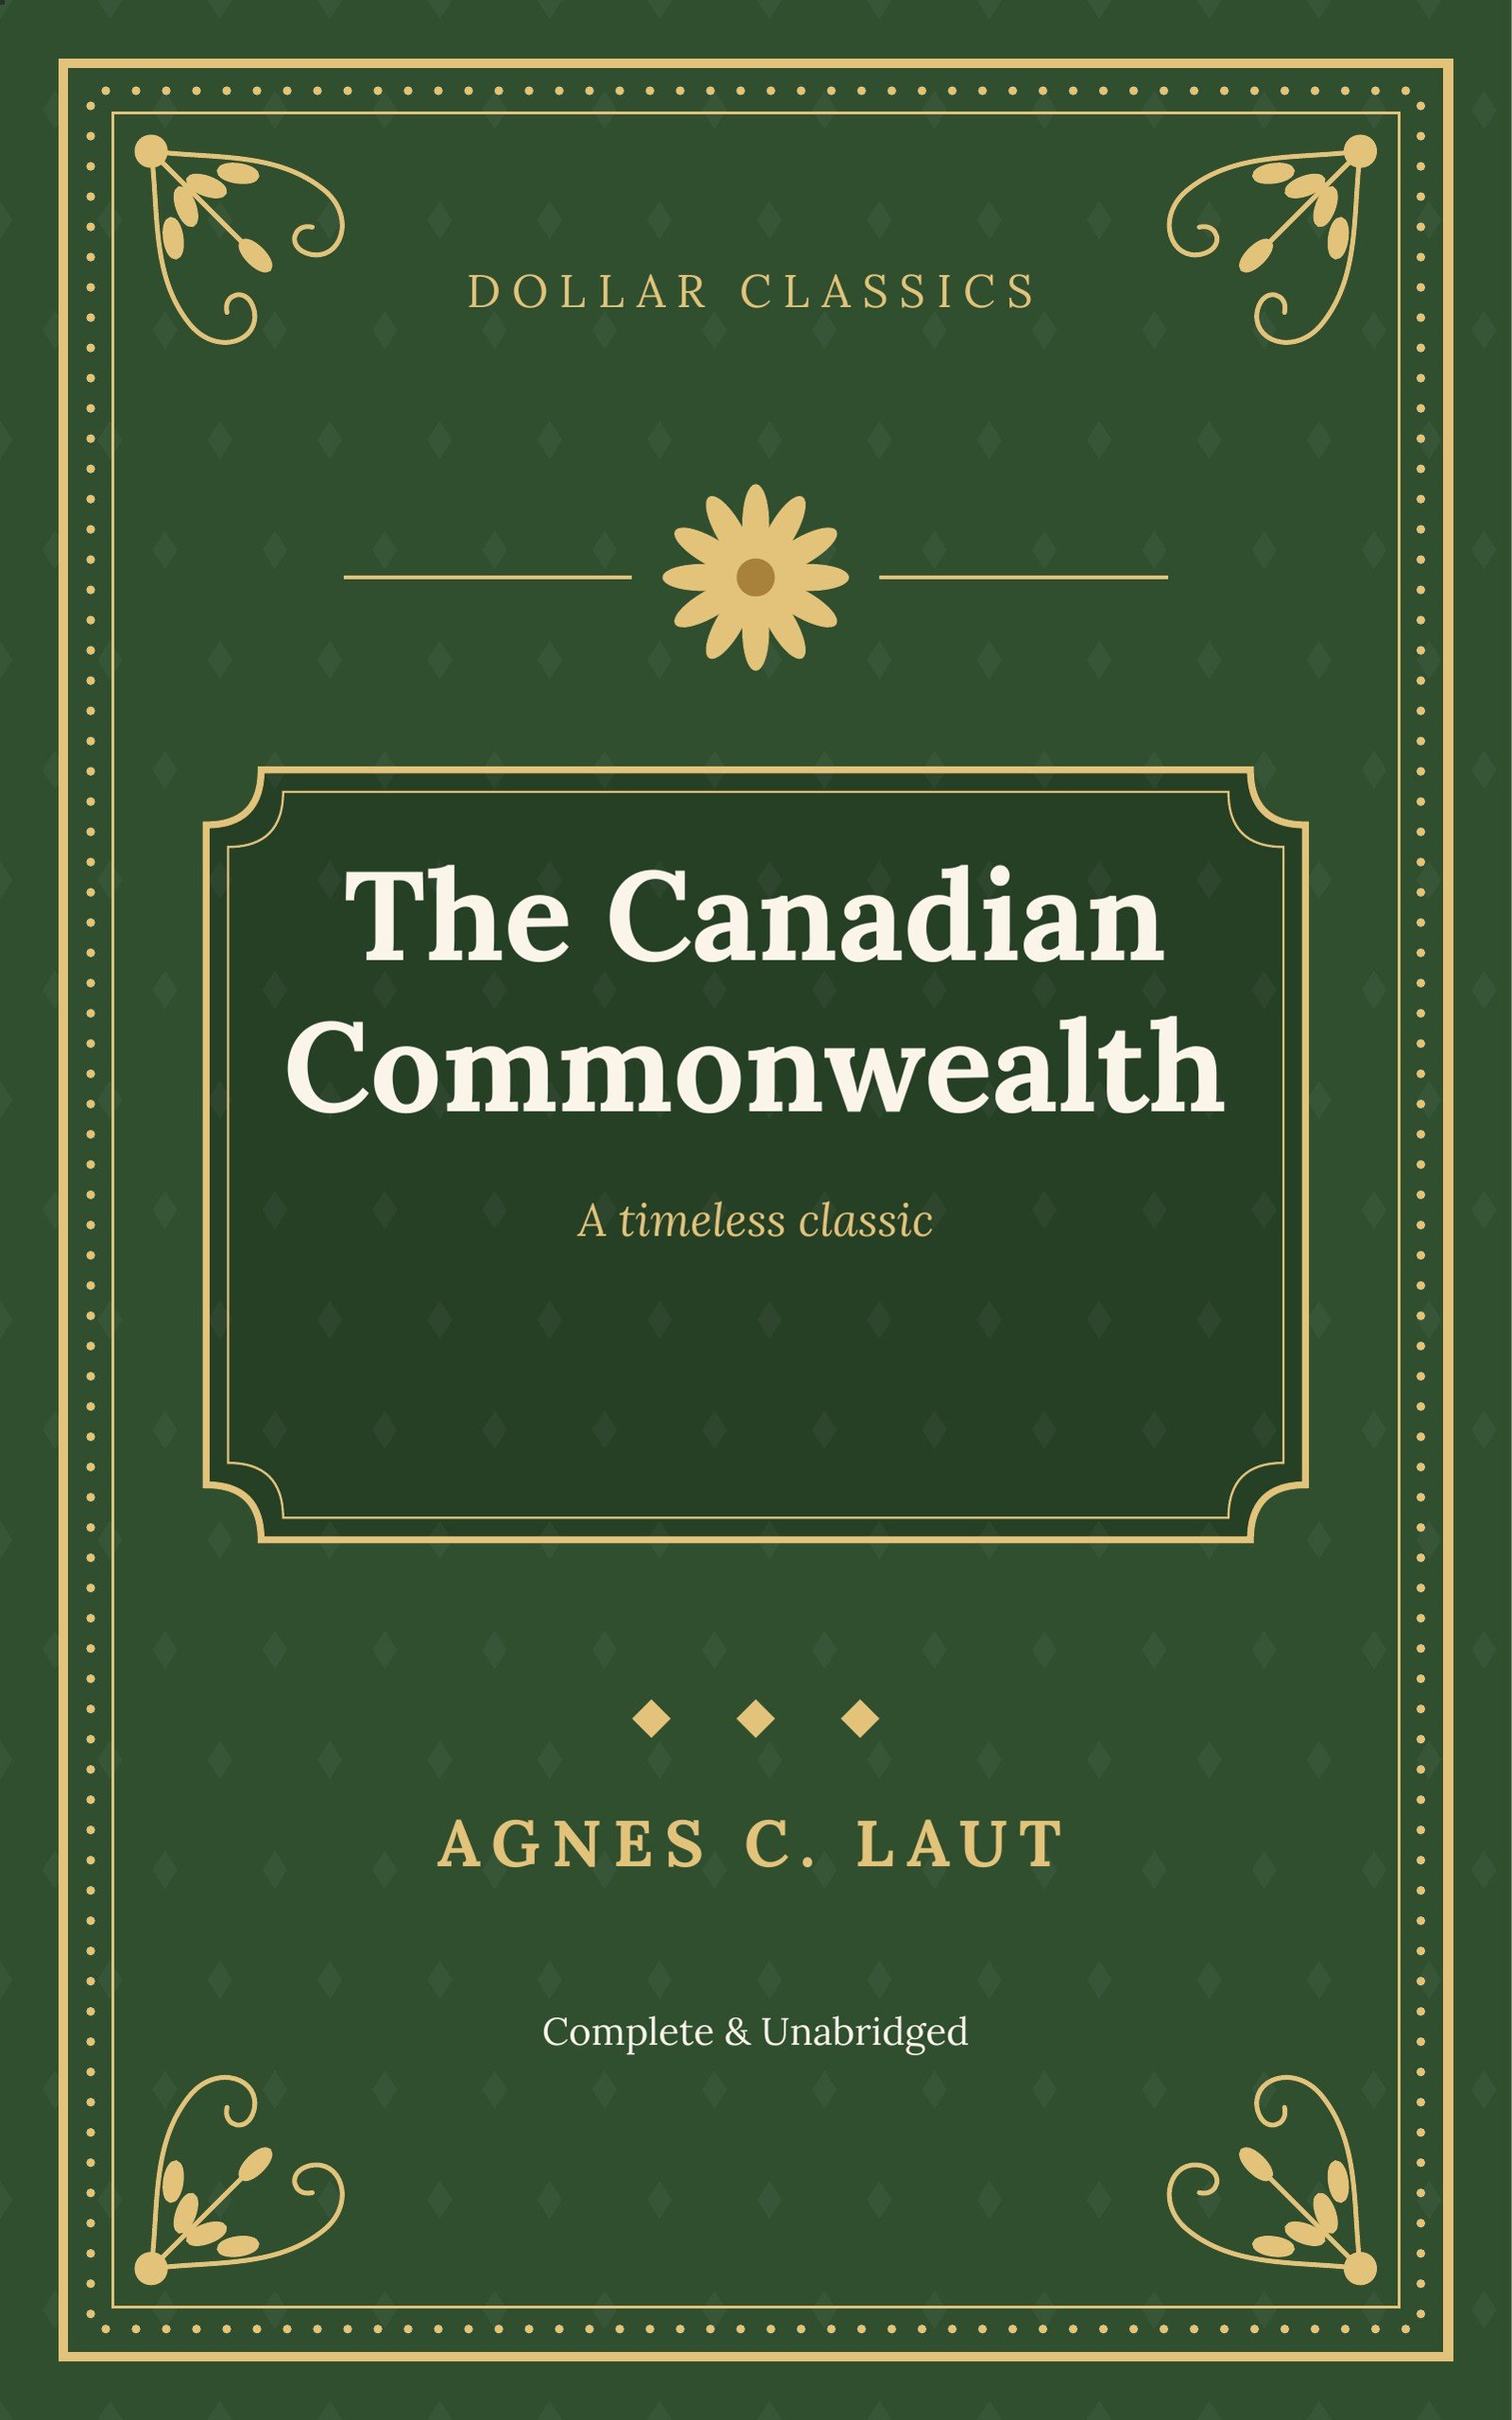 DOLLAR CLASSICS
The Canadian
Commonwealth
A timeless classic
AGNES C. LAUT
Complete & Unabridged